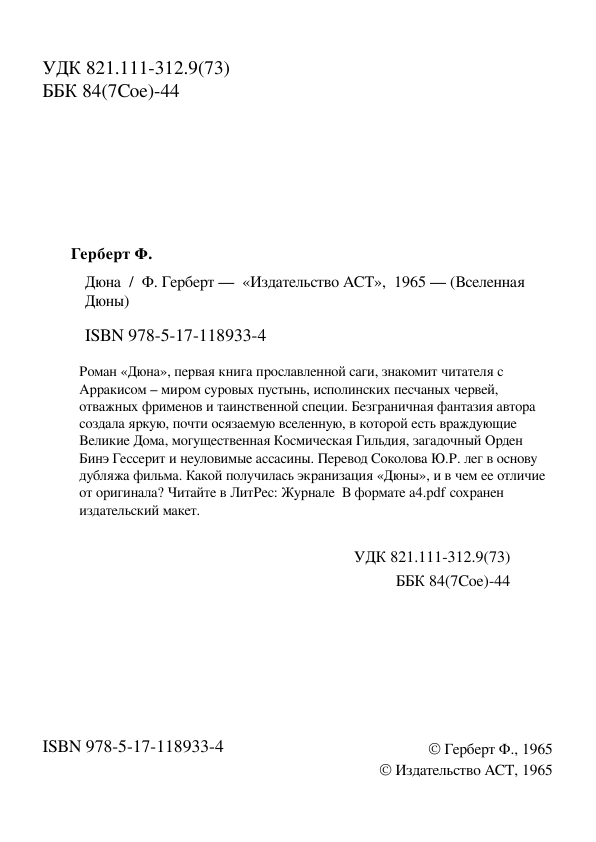 УДК 821.111-312.9(73)
ББК 84(7Сое)-44
Герберт Ф.
Дюна / Ф. Герберт — «Издательство АСТ», 1965 — (Вселенная
Дюны)
ISBN 978-5-17-118933-4
Роман «Дюна», первая книга прославленной саги, знакомит читателя с
Арракисом – миром суровых пустынь, исполинских песчаных червей,
отважных фрименов и таинственной специи. Безграничная фантазия автора
создала яркую, почти осязаемую вселенную, в которой есть враждующие
Великие Дома, могущественная Космическая Гильдия, загадочный Орден
Бинэ Гессерит и неуловимые ассасины. Перевод Соколова Ю.Р. лег в основу
дубляжа фильма. Какой получилась экранизация «Дюны», и в чем ее отличие
от оригинала? Читайте в ЛитРес: Журнале В формате a4.pdf сохранен
издательский макет.
УДК 821.111-312.9(73)
ББК 84(7Сое)-44
ISBN 978-5-17-118933-4
© Герберт Ф., 1965
© Издательство АСТ, 1965